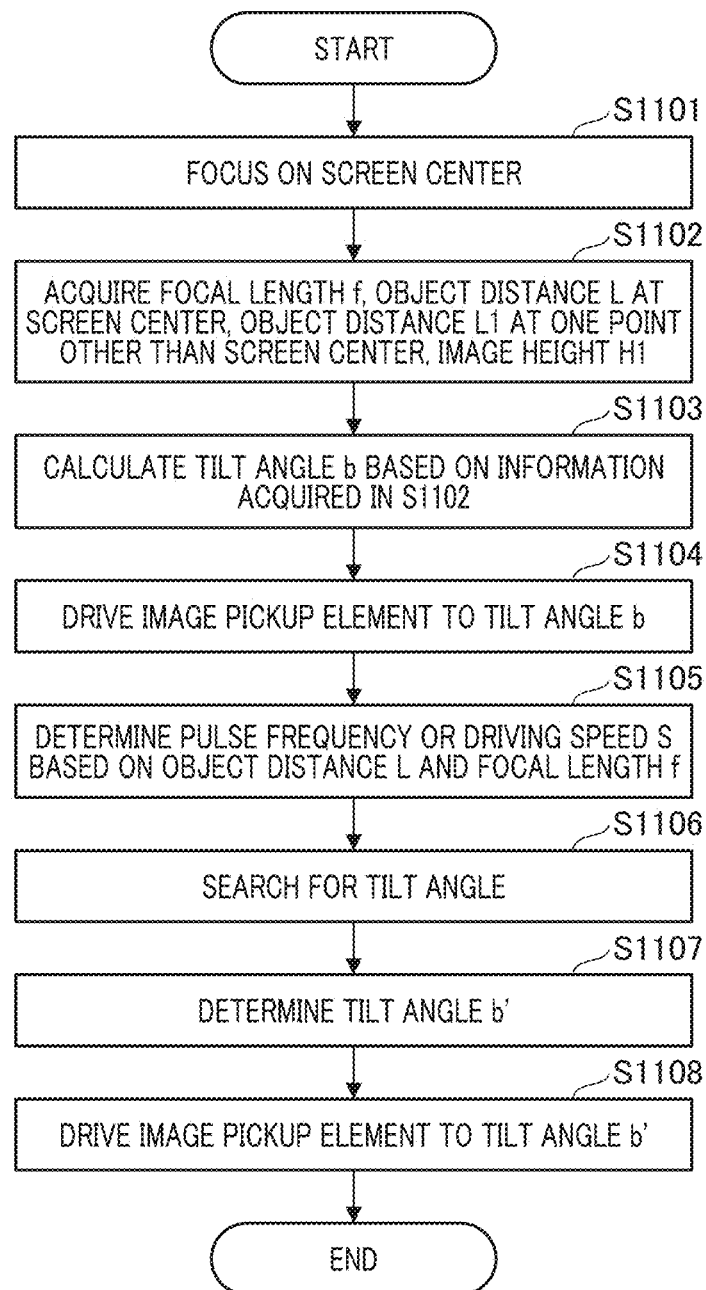 START
S1101
FOCUS ON SCREEN CENTER
S1102
ACQUIRE FOCAL LENGTH f, OBJECT DISTANCE L AT
SCREEN CENTER, OBJECT DISTANCE L1 AT ONE POINT
OTHER THAN SCREEN CENTER, IMAGE HEIGHT H1
S1103
CALCULATE TILT ANGLE b BASED ON INFORMATION
ACQUIRED IN S1102
S1104
DRIVE IMAGE PICKUP ELEMENT TO TILT ANGLE b
S1105
DETERMINE PULSE FREQUENCY OR DRIVING SPEED S
BASED ON OBJECT DISTANCE L AND FOCAL LENGTH f
S1106
SEARCH FOR TILT ANGLE
S1107
DETERMINE TILT ANGLE b'
S1108
DRIVE IMAGE PICKUP ELEMENT TO TILT ANGLE b'
END